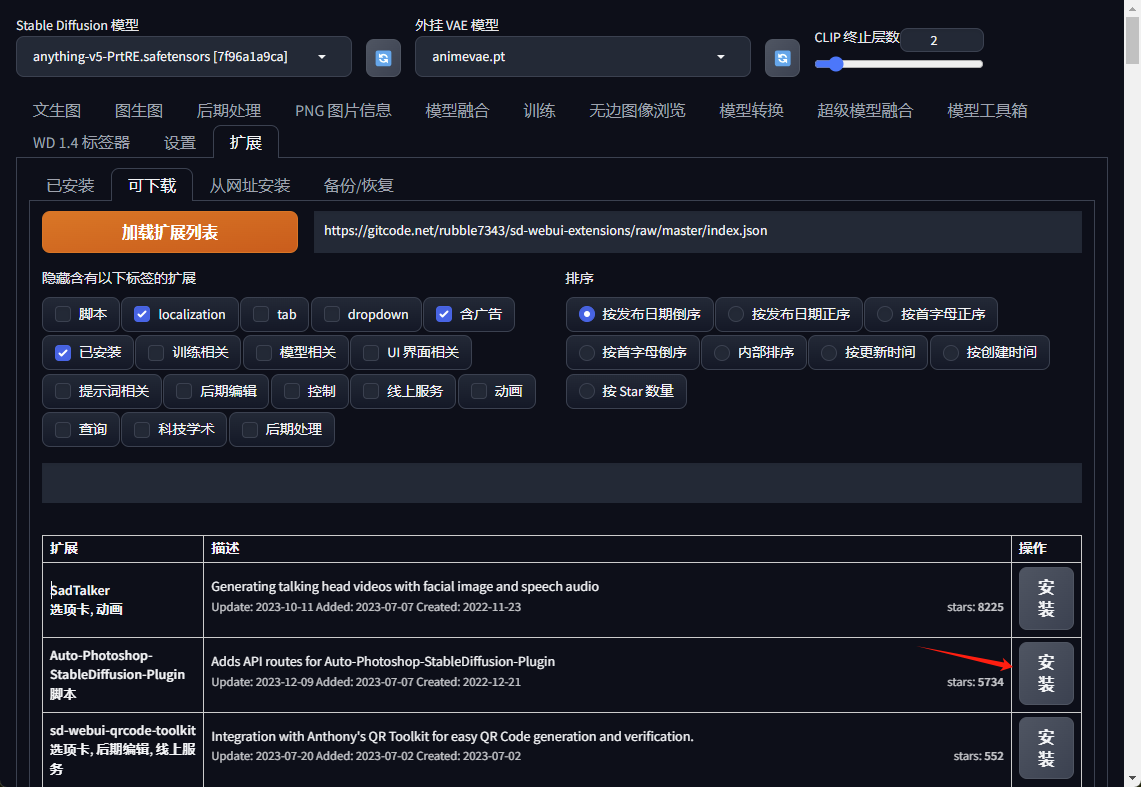 Stable Diffusion 模型
外挂 VAE 模型
CLIP 终止层数
2
anything-v5-PrtRE.safetensors [7f96a1a9ca]
animevae.pt
文生图 图生图 后期处理 PNG 图片信息 模型融合 训练 无边图像浏览 模型转换 超级模型融合 模型工具箱
WD 1.4 标签器 设置 扩展
已安装 可下载 从网址安装 备份/恢复
加载扩展列表
https://gitcode.net/rubble7343/sd-webui-extensions/raw/master/index.json
隐藏含有以下标签的扩展
脚本 localization tab dropdown 含广告
已安装 训练相关 模型相关 UI 界面相关
提示词相关 后期编辑 控制 线上服务 动画
查询 科技学术 后期处理
排序
按发布日期倒序 按发布日期正序 按首字母正序
按首字母倒序 内部排序 按更新时间 按创建时间
按 Star 数量
扩展 描述 操作
SadTalker
选项卡, 动画
Generating talking head videos with facial image and speech audio
Update: 2023-10-11 Added: 2023-07-07 Created: 2022-11-23
stars: 8225
安
装
Auto-Photoshop-
StableDiffusion-Plugin
脚本
Adds API routes for Auto-Photoshop-StableDiffusion-Plugin
Update: 2023-12-09 Added: 2023-07-07 Created: 2022-12-21
stars: 5734
安
装
sd-webui-qrcode-toolkit
选项卡, 后期编辑, 线上服
务
Integration with Anthony's QR Toolkit for easy QR Code generation and verification.
Update: 2023-07-20 Added: 2023-07-02 Created: 2023-07-02
stars: 552
安
装